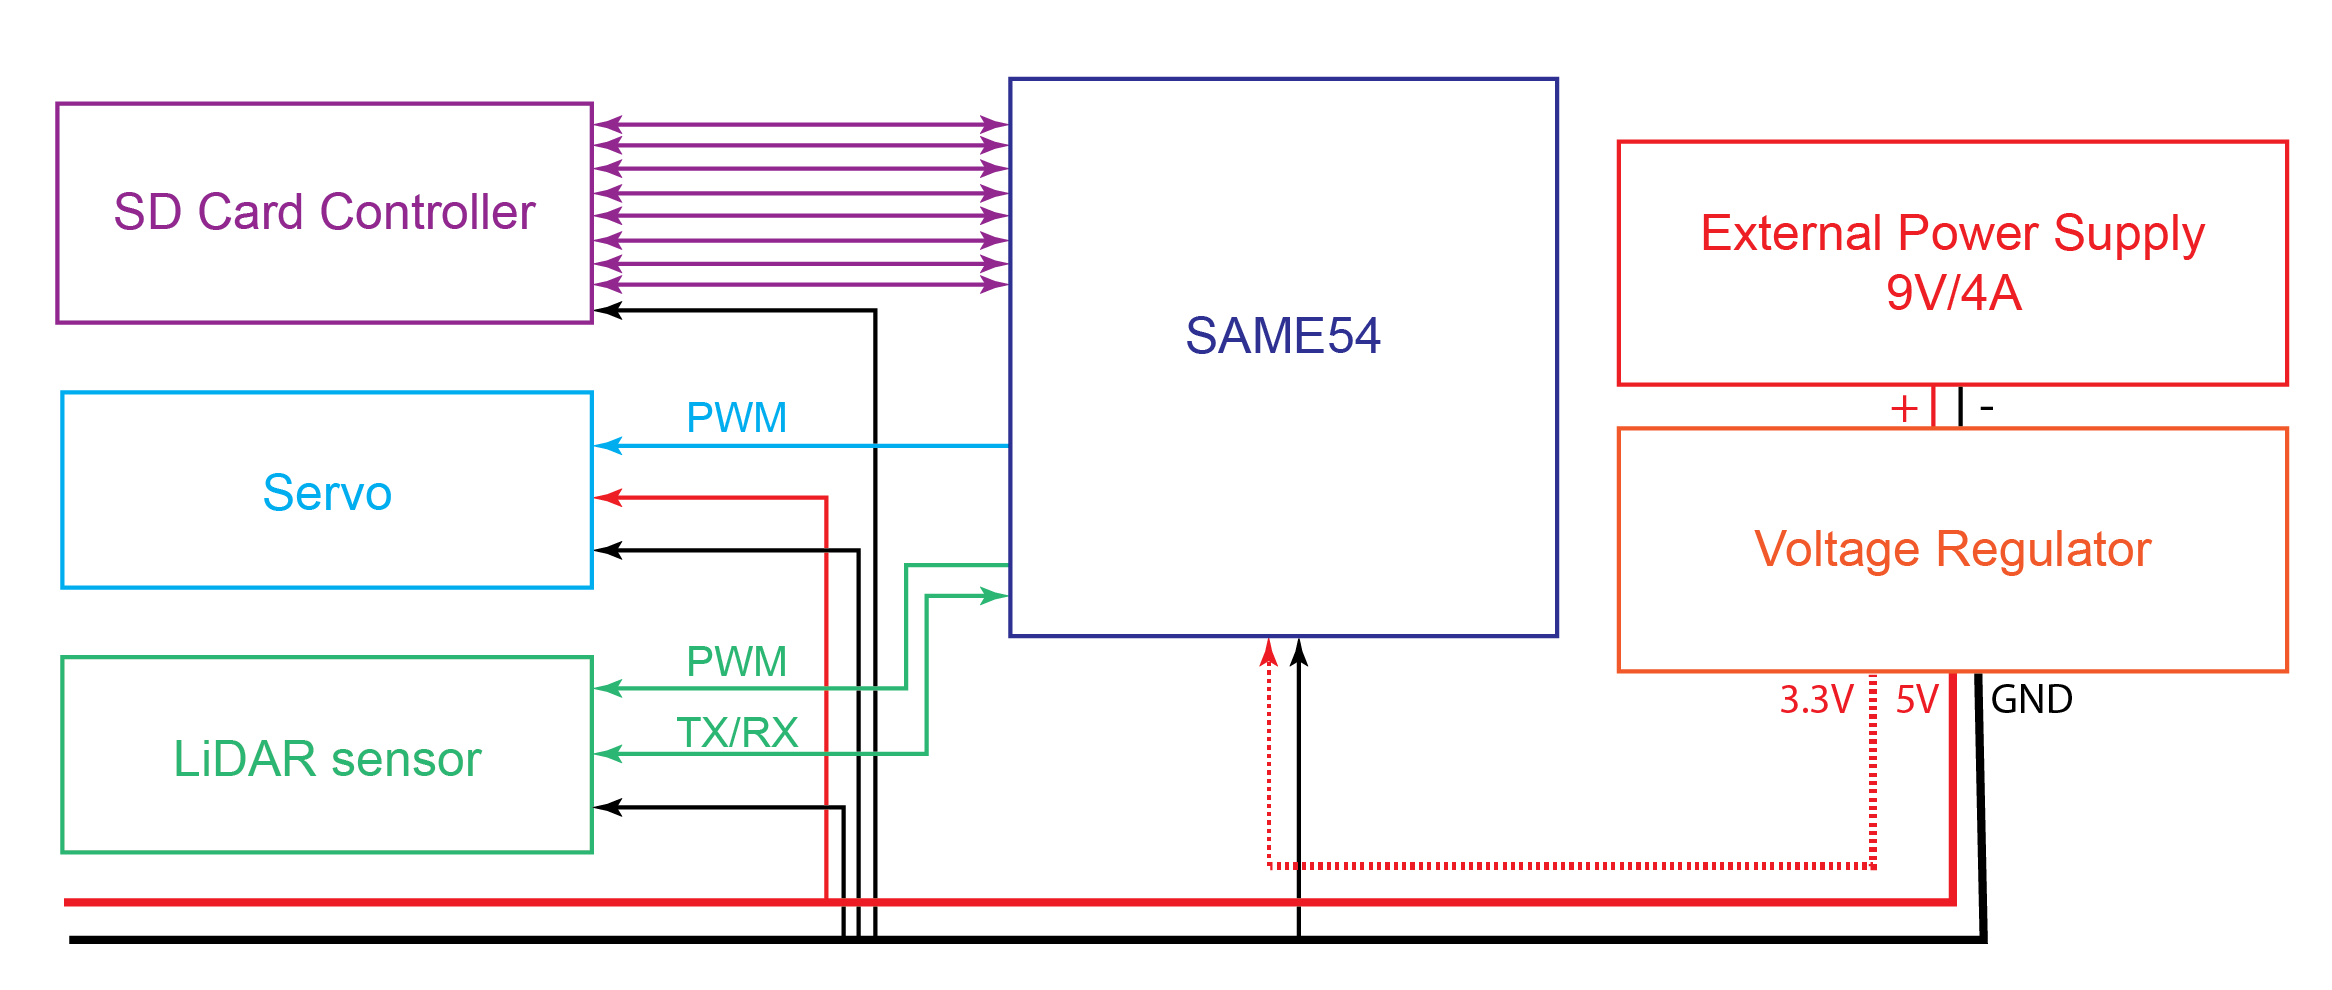 SD Card Controller
SAME54
External Power Supply
9V/4A
+ -
PWM
Servo
Voltage Regulator
PWM
3.3V 5V GND
TX/RX
LiDAR sensor